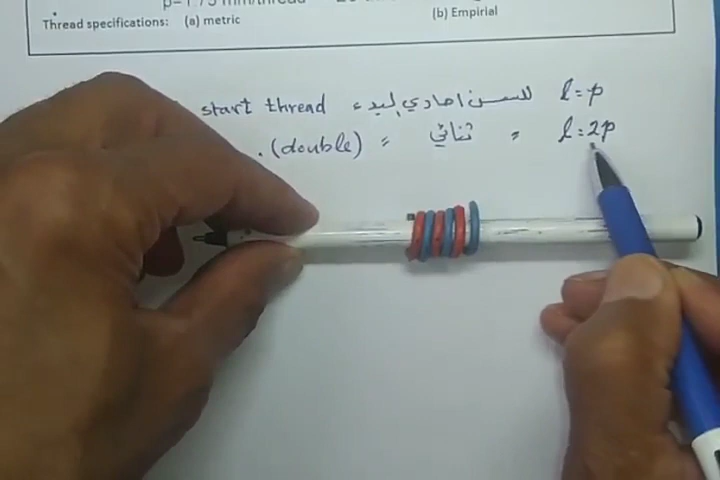 Thread specifications: (a) metric (b) Empirial
l=p للسن احادي البدء start thread
l=2p " ثنائي " (double).